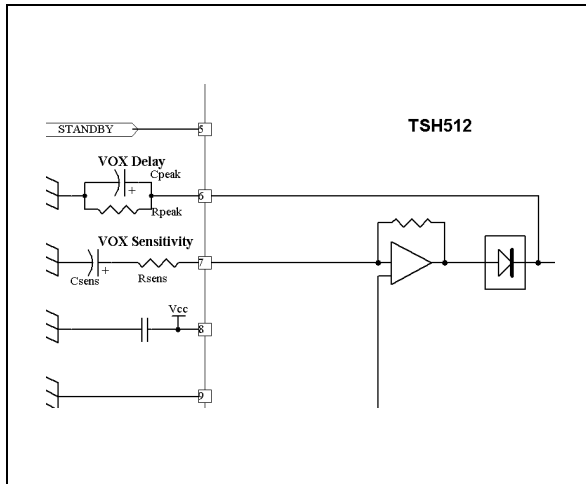 STANDBY
5
TSH512
VOX Delay
Cpeak
+
Rpeak
6
VOX Sensitivity
7
Csens
+
Rsens
Vcc
8
9